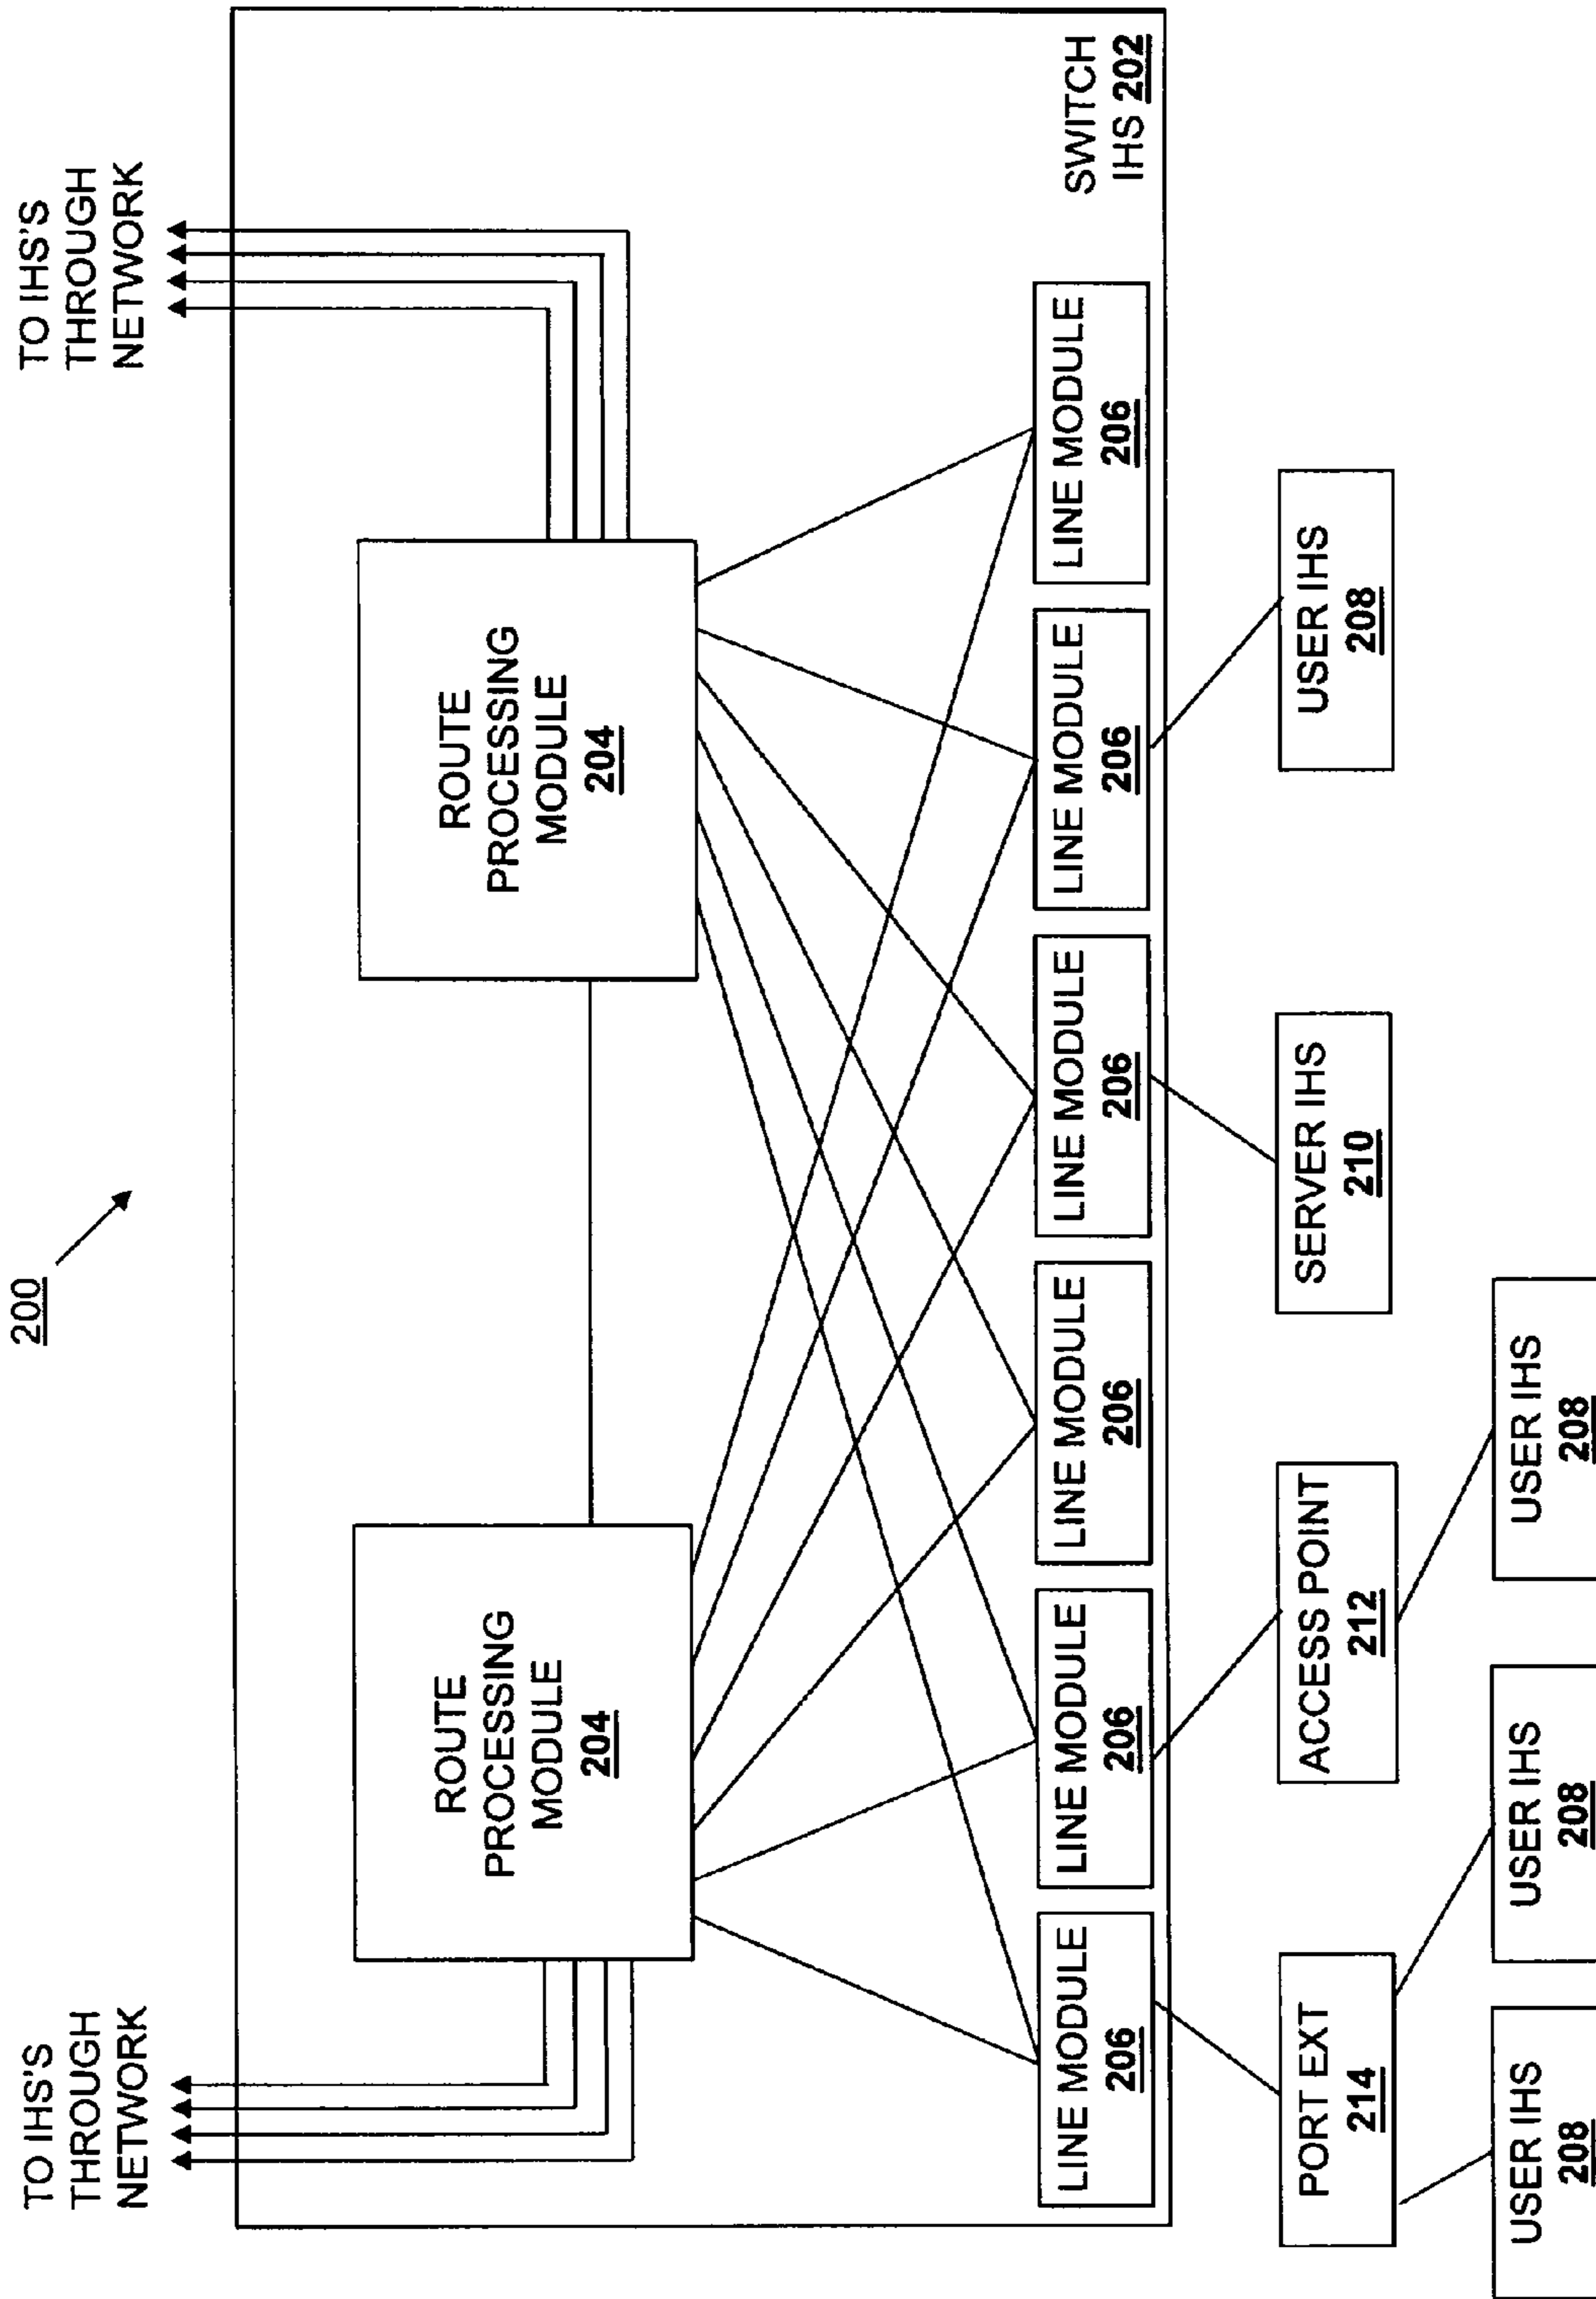 200
TO IHS'S
THROUGH
NETWORK
TO IHS'S
THROUGH
NETWORK
ROUTE
PROCESSING
MODULE
204
ROUTE
PROCESSING
MODULE
204
LINE MODULE
206
LINE MODULE
206
LINE MODULE
206
LINE MODULE
206
LINE MODULE
206
LINE MODULE
206
SWITCH
IHS 202
PORT EXT
214
ACCESS POINT
212
SERVER IHS
210
USER IHS
208
USER IHS
208
USER IHS
208
USER IHS
208